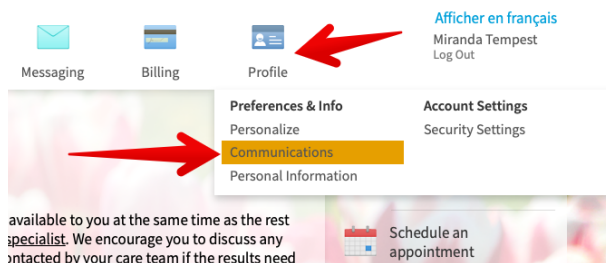 Afficher en français
Miranda Tempest
Log Out
Messaging
Billing
Profile
Preferences & Info
Account Settings
Personalize
Security Settings
Communications
Personal Information
available to you at the same time as the rest
specialist. We encourage you to discuss any
ontacted by your care team if the results need
Schedule an
appointment